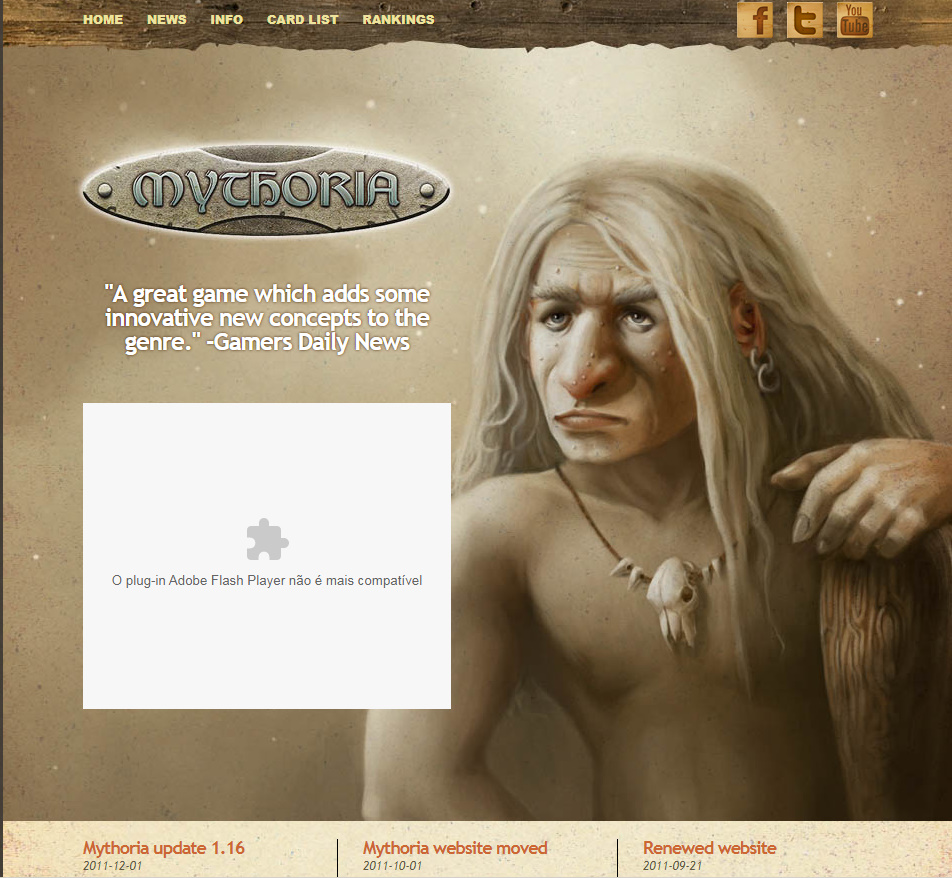 HOME NEWS INFO CARD LIST RANKINGS
f t You Tube
MYTHORIA
"A great game which adds some
innovative new concepts to the
genre." -Gamers Daily News
O plug-in Adobe Flash Player não é mais compatível
Mythoria update 1.16 Mythoria website moved Renewed website
2011-12-01 2011-10-01 2011-09-21